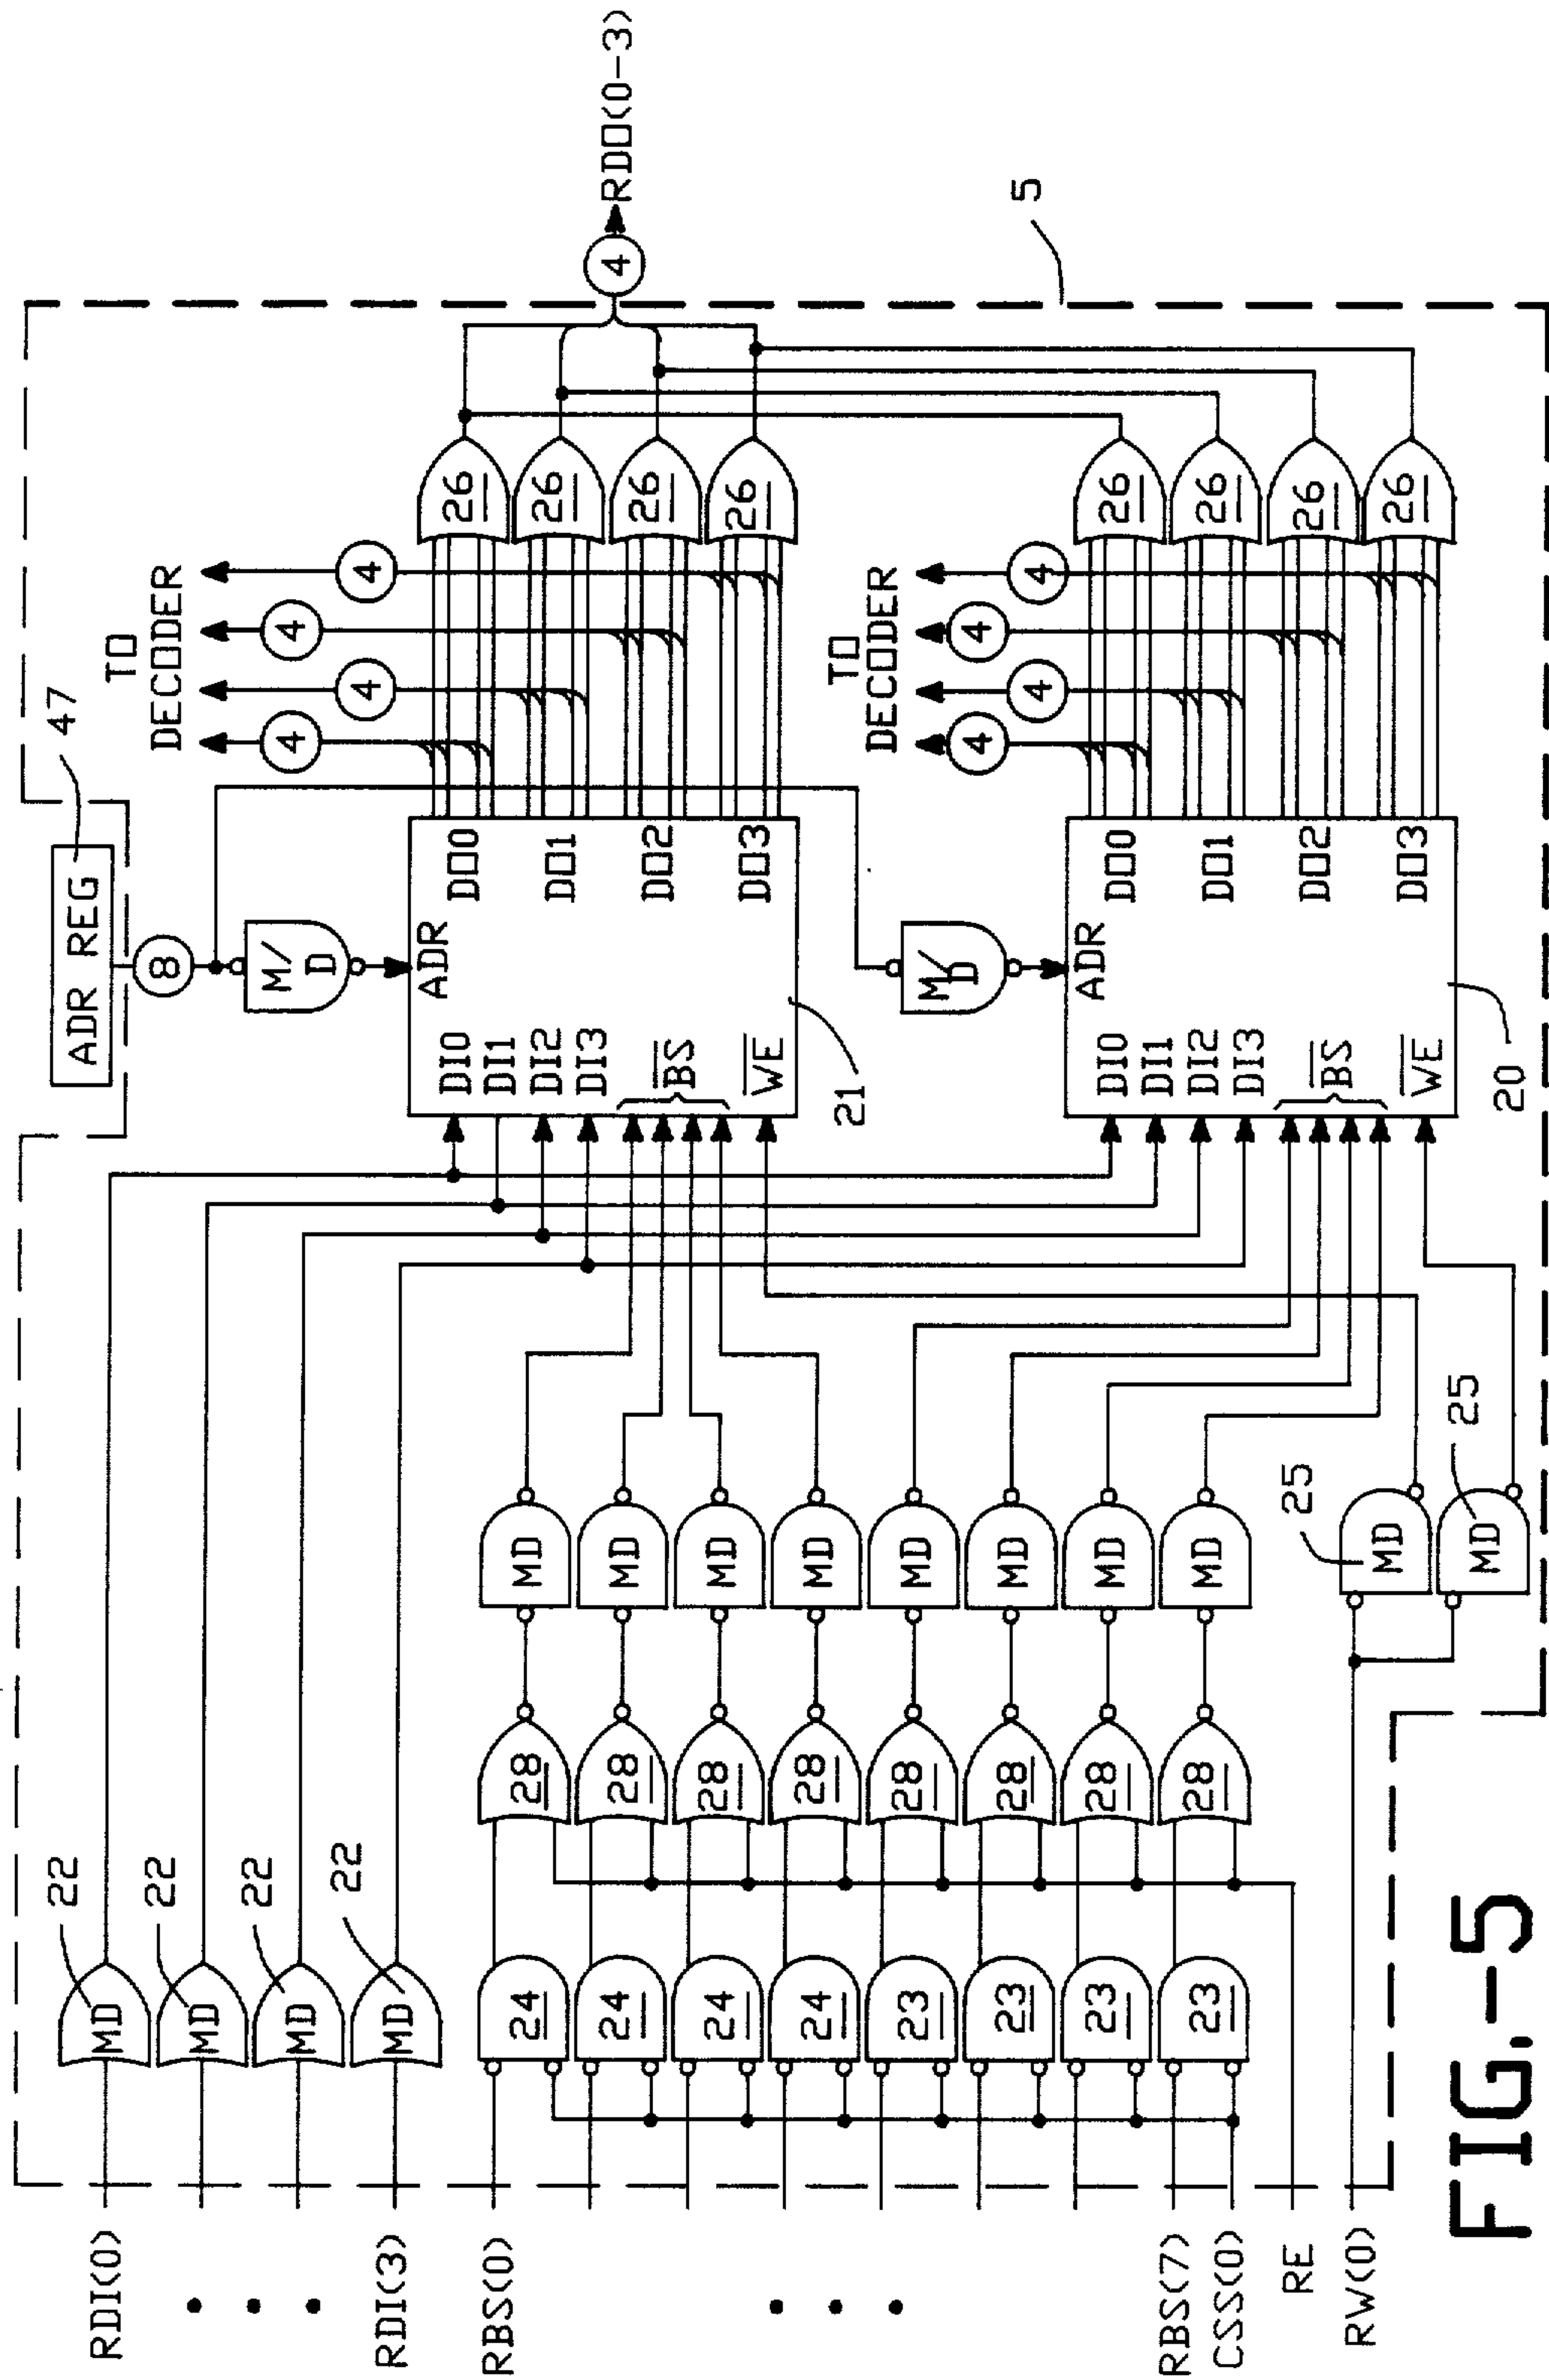 ADR REG
47
8
M/
D
ADR
DI0
DI1
DI2
DI3
BS
WE
DO0
DO1
DO2
DO3
21
TO
DECODER
4
4
4
4
26
26
26
26
4
RDO(0-3)
5
M/
D
ADR
DI0
DI1
DI2
DI3
BS
WE
DO0
DO1
DO2
DO3
20
TO
DECODER
4
4
4
4
26
26
26
26
RDI(0)
RDI(3)
MD
22
MD
22
MD
22
MD
22
RBS(0)
RBS(7)
CSS(0)
RE
RW(0)
24
24
24
24
23
23
23
23
28
28
28
28
28
28
28
28
MD
MD
MD
MD
MD
MD
MD
MD
MD
25
MD
25
FIG.-5